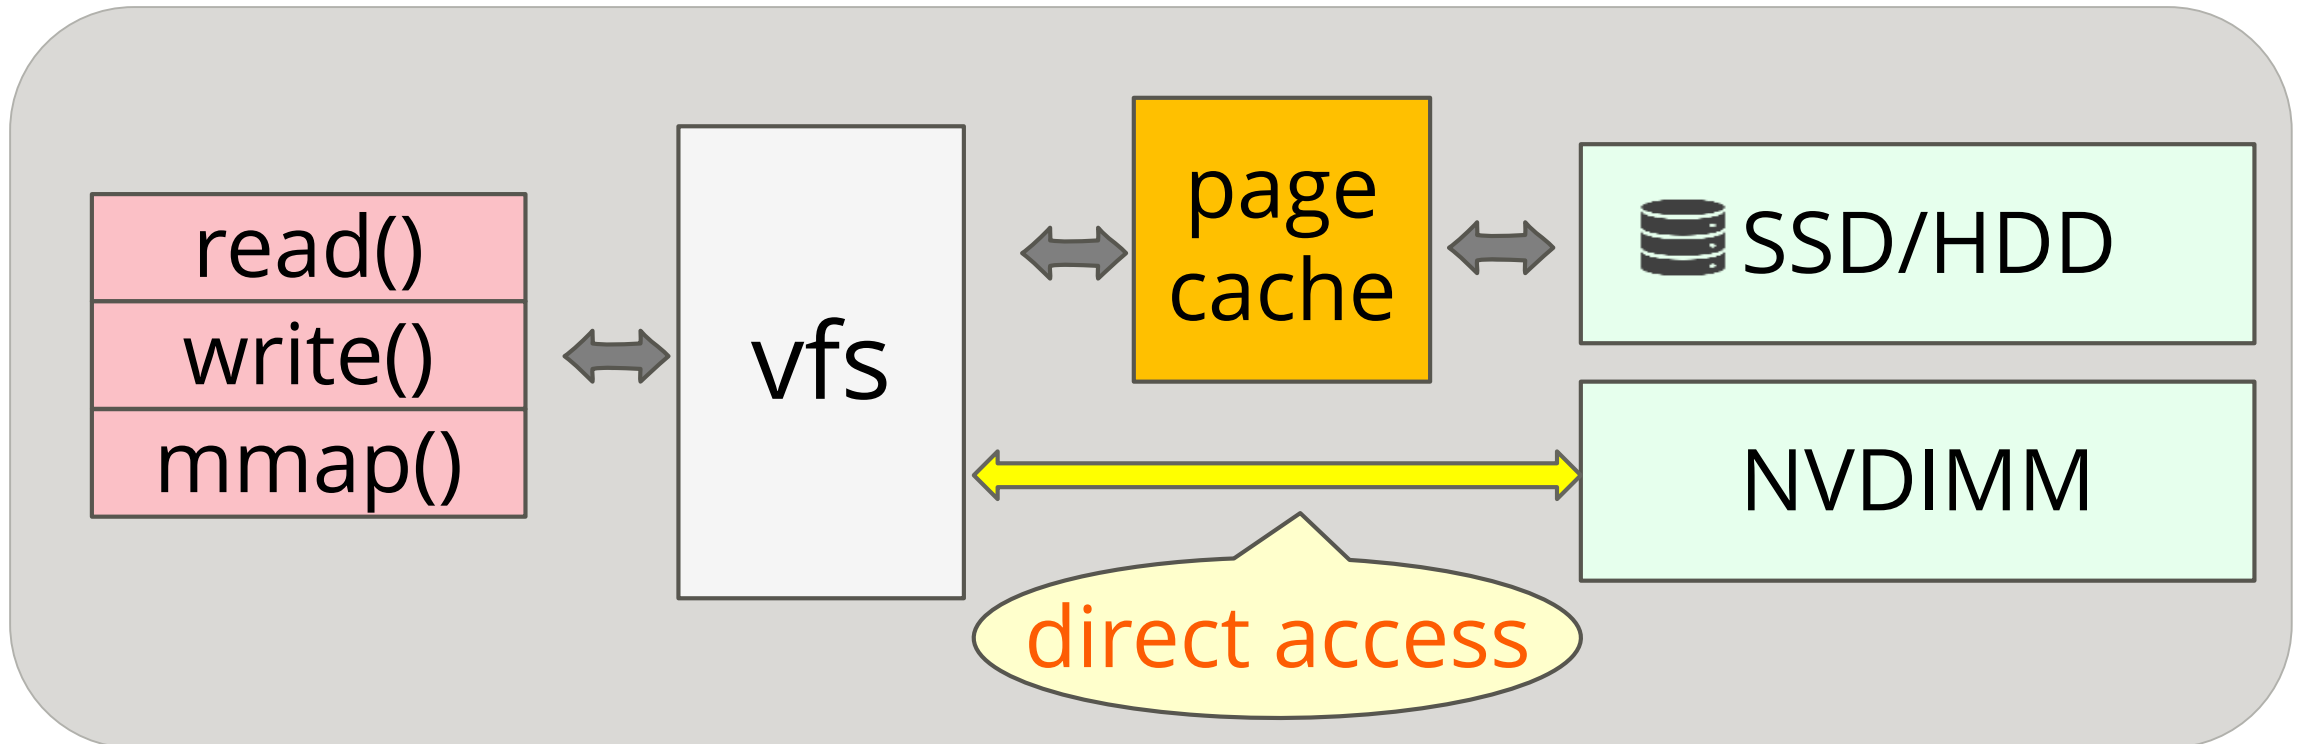 read()
write()
mmap()
vfs
page
cache
SSD/HDD
NVDIMM
direct access